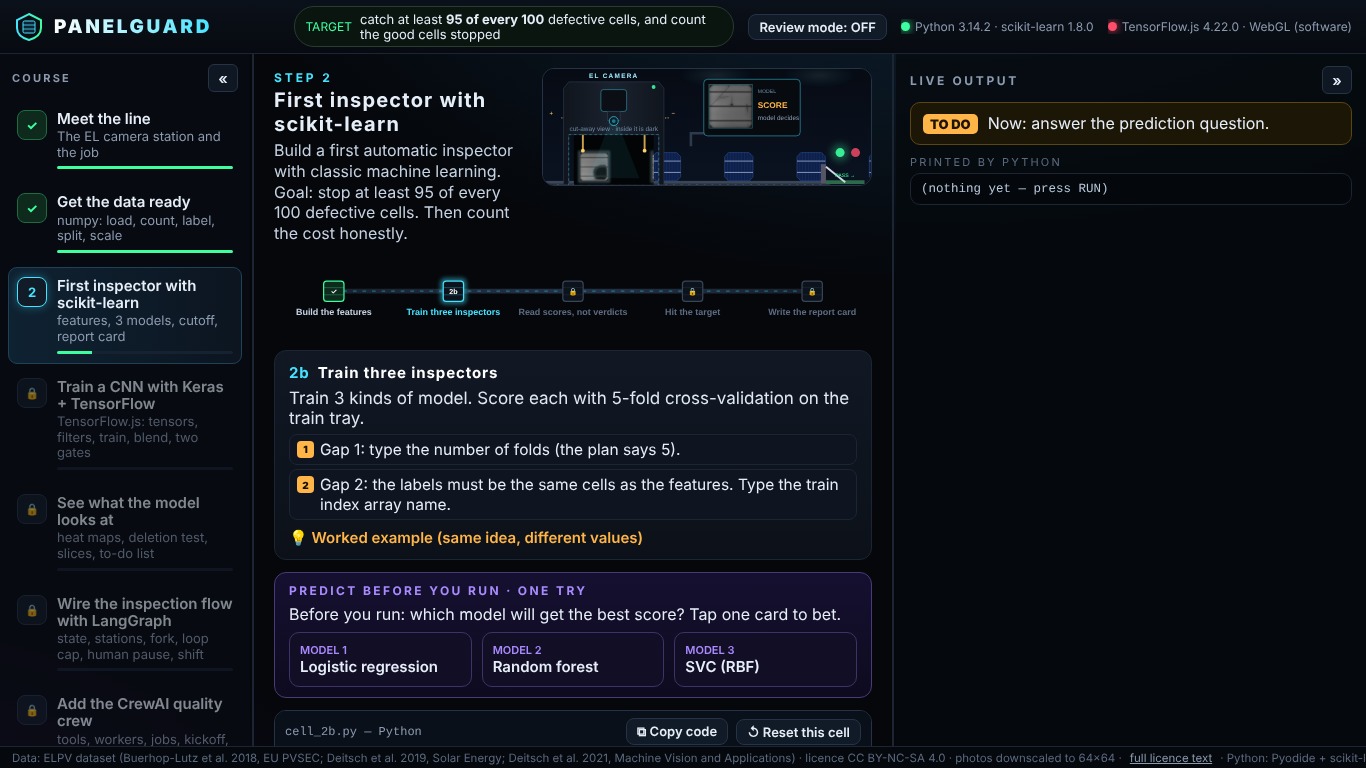 PANELGUARD
TARGET
catch at least 95 of every 100 defective cells, and count
the good cells stopped
Review mode: OFF
Python 3.14.2 · scikit-learn 1.8.0
TensorFlow.js 4.22.0 · WebGL (software)
COURSE
«
Meet the line
The EL camera station and
the job
Get the data ready
numpy: load, count, label,
split, scale
2
First inspector with
scikit-learn
features, 3 models, cutoff,
report card
Train a CNN with Keras
+ TensorFlow
TensorFlow.js: tensors,
filters, train, blend, two
gates
See what the model
looks at
heat maps, deletion test,
slices, to-do list
Wire the inspection flow
with LangGraph
state, stations, fork, loop
cap, human pause, shift
Add the CrewAI quality
crew
tools, workers, jobs, kickoff,
STEP 2
First inspector with
scikit-learn
Build a first automatic inspector
with classic machine learning.
Goal: stop at least 95 of every
100 defective cells. Then count
the cost honestly.
EL CAMERA
cut-away view · inside it is dark
MODEL
SCORE
model decides
2b
Build the features
Train three inspectors
Read scores, not verdicts
Hit the target
Write the report card
2b Train three inspectors
Train 3 kinds of model. Score each with 5-fold cross-validation on the
train tray.
1 Gap 1: type the number of folds (the plan says 5).
2 Gap 2: the labels must be the same cells as the features. Type the train
index array name.
💡 Worked example (same idea, different values)
PREDICT BEFORE YOU RUN · ONE TRY
Before you run: which model will get the best score? Tap one card to bet.
MODEL 1
Logistic regression
MODEL 2
Random forest
MODEL 3
SVC (RBF)
cell_2b.py — Python
⧉ Copy code
↺ Reset this cell
LIVE OUTPUT
»
TO DO Now: answer the prediction question.
PRINTED BY PYTHON
(nothing yet — press RUN)
Data: ELPV dataset (Buerhop-Lutz et al. 2018, EU PVSEC; Deitsch et al. 2019, Solar Energy; Deitsch et al. 2021, Machine Vision and Applications) · licence CC BY-NC-SA 4.0 · photos downscaled to 64×64 · full licence text · Python: Pyodide + scikit-